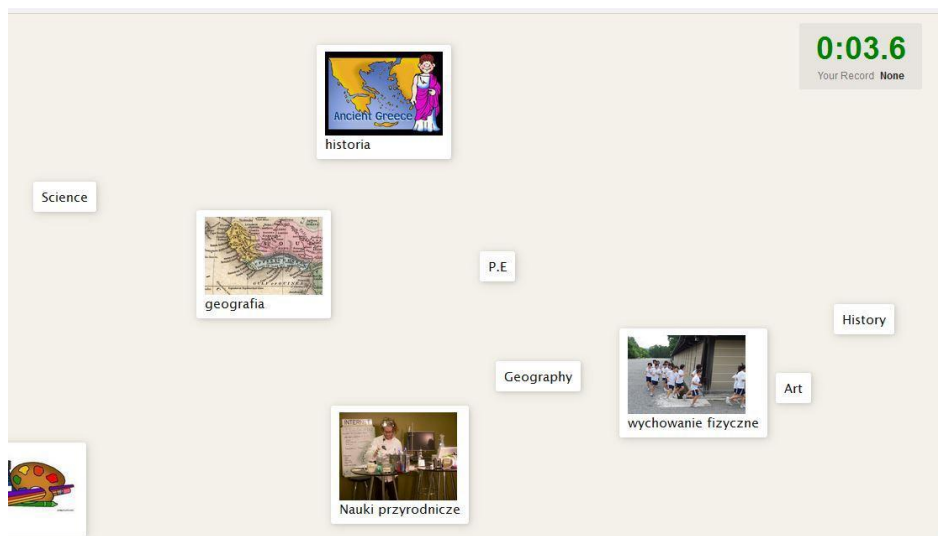 0:03.6
Your Record None
Ancient Greece
historia
Science
geografia
P.E
History
Geography
Art
wychowanie fizyczne
Nauki przyrodnicze